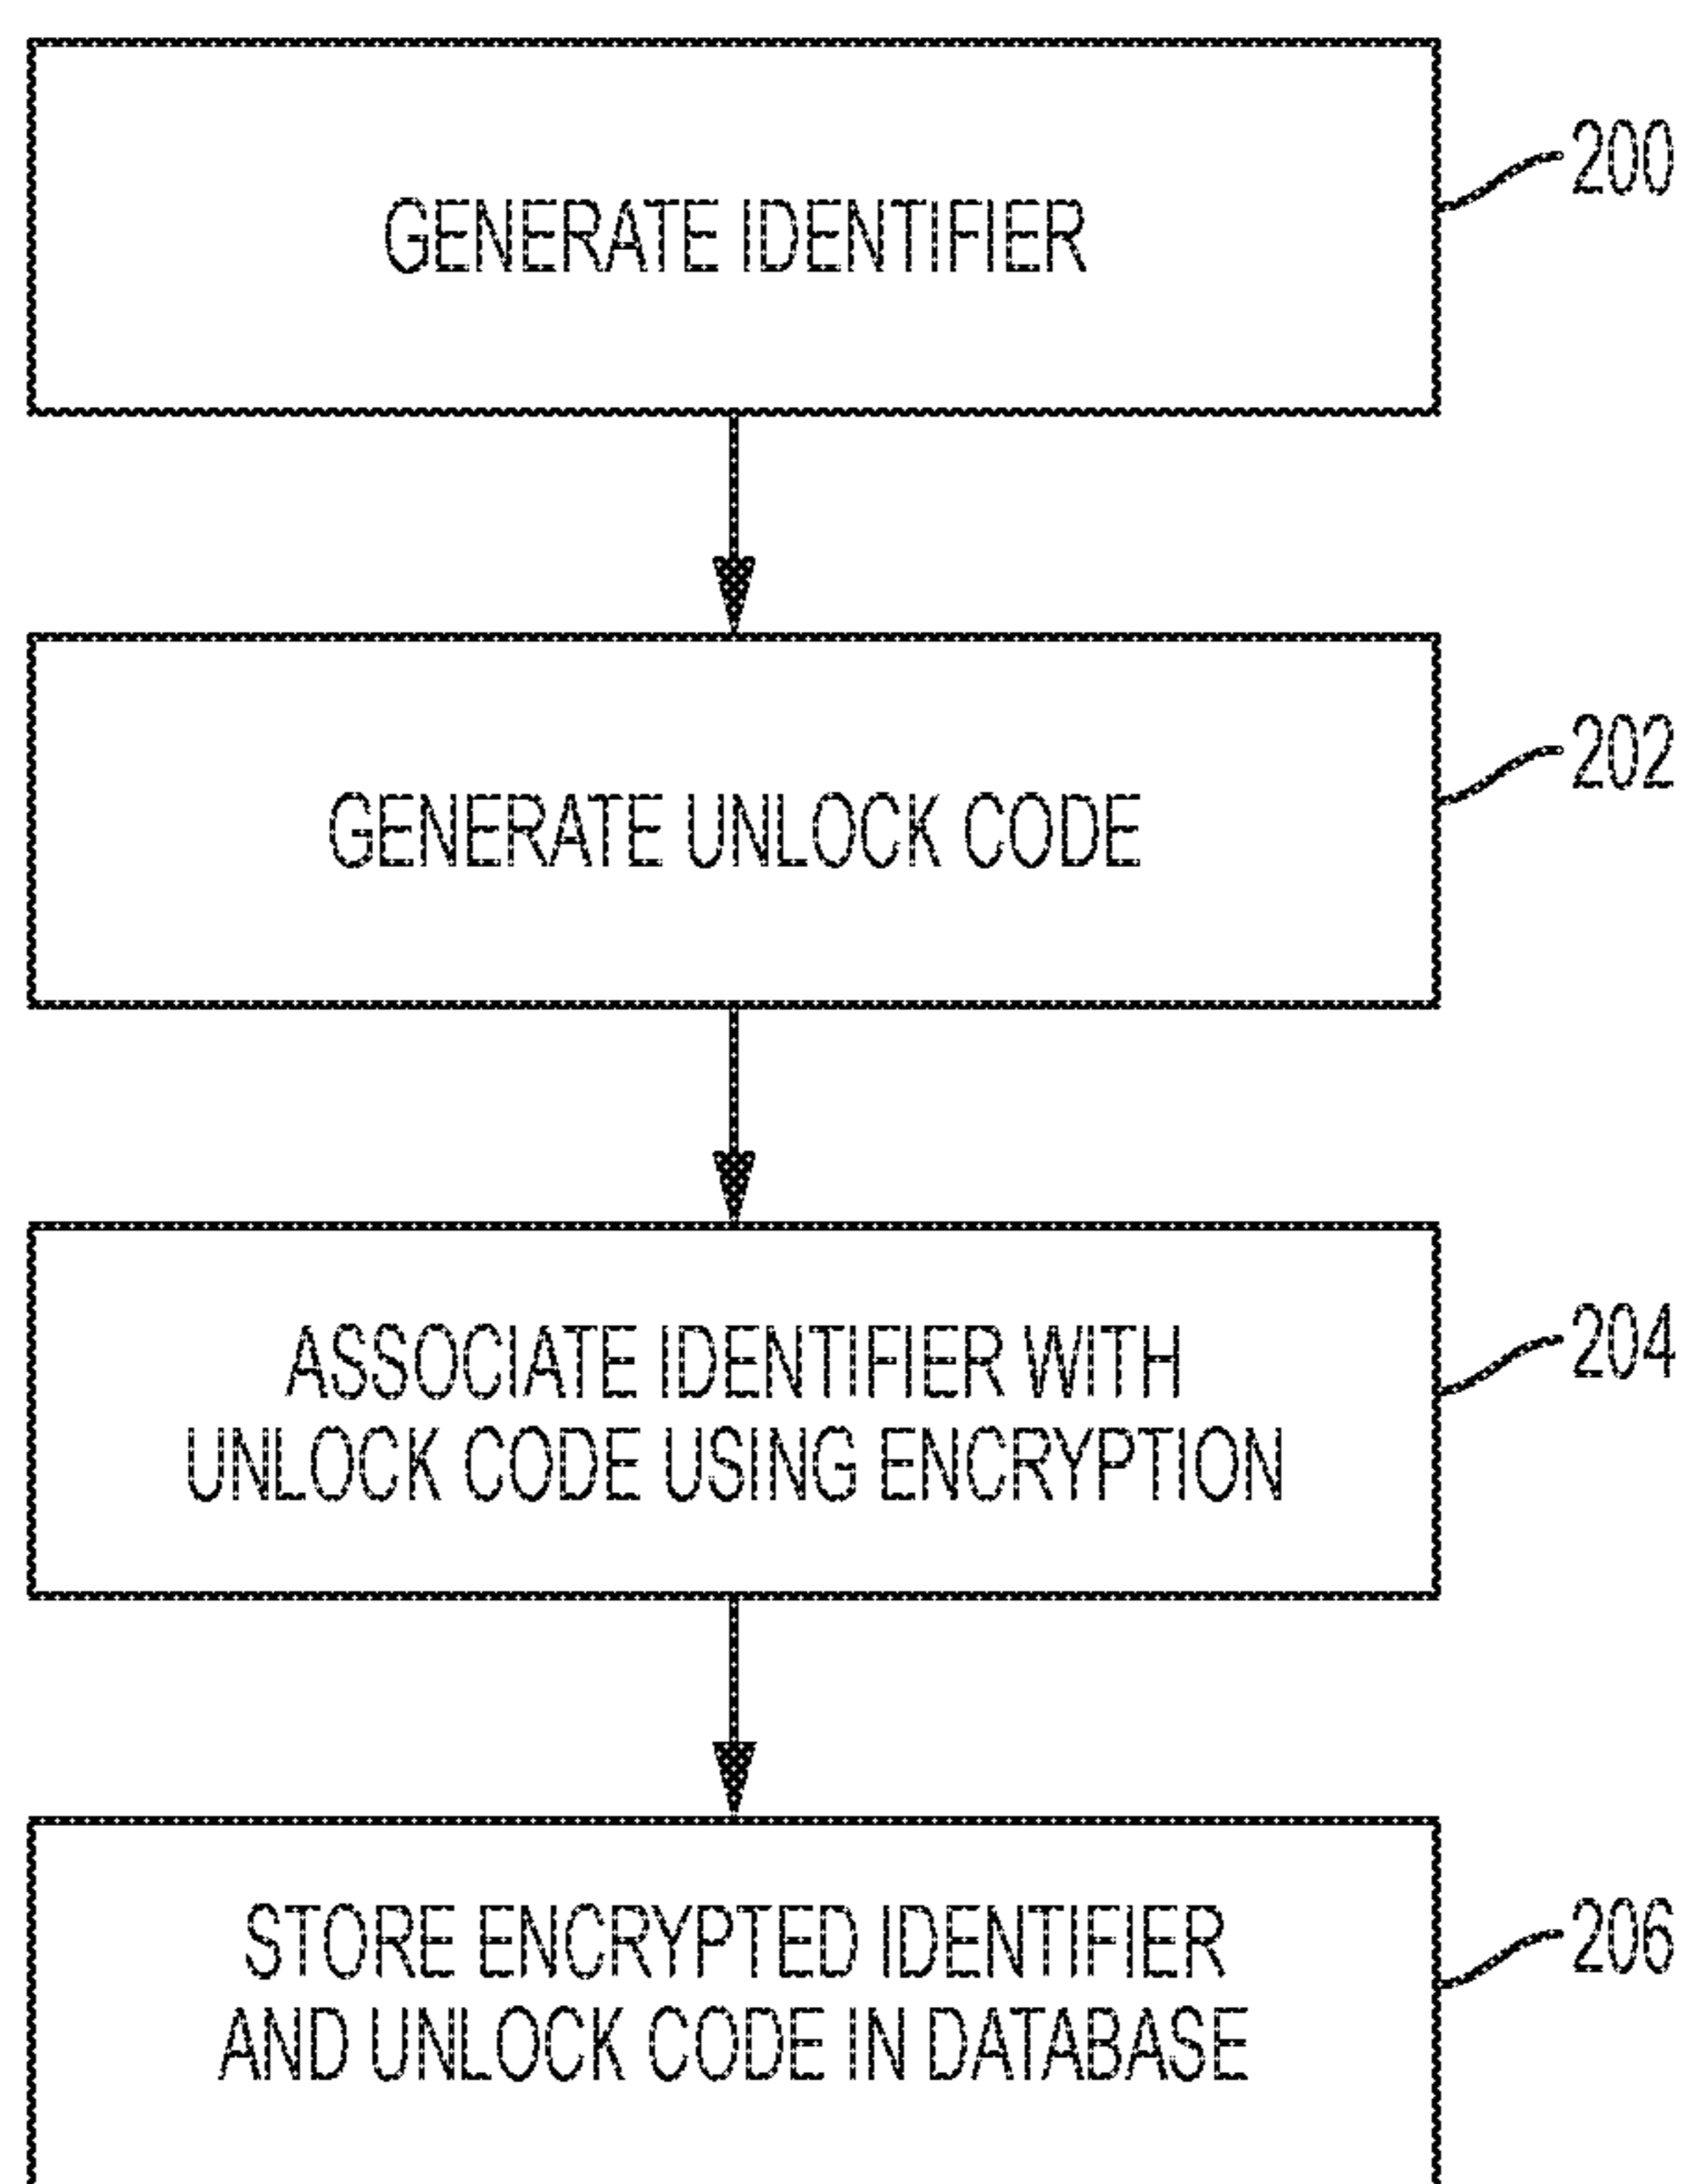 200
GENERATE IDENTIFIER
202
GENERATE UNLOCK CODE
204
ASSOCIATE IDENTIFIER WITH
UNLOCK CODE USING ENCRYPTION
206
STORE ENCRYPTED IDENTIFIER
AND UNLOCK CODE IN DATABASE